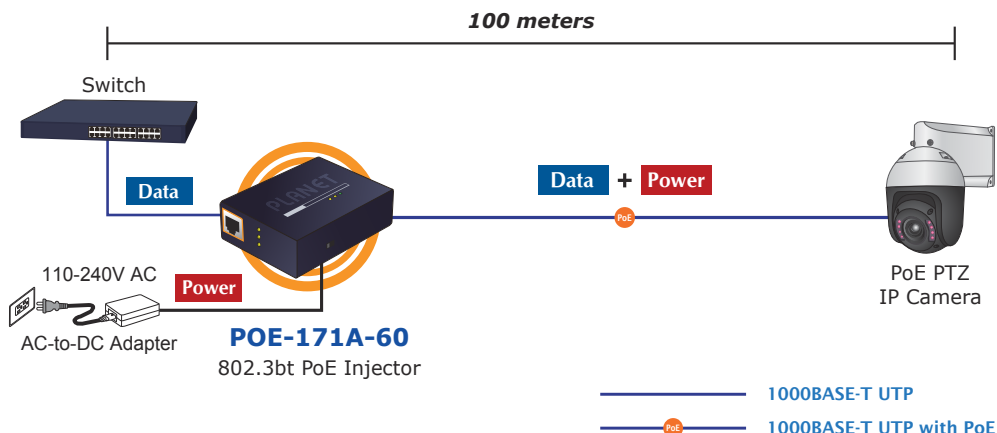 100 meters
Switch
Data
PLANET
Data + Power
PoE
110-240V AC
Power
AC-to-DC Adapter
POE-171A-60
802.3bt PoE Injector
PoE PTZ
IP Camera
1000BASE-T UTP
PoE
1000BASE-T UTP with PoE